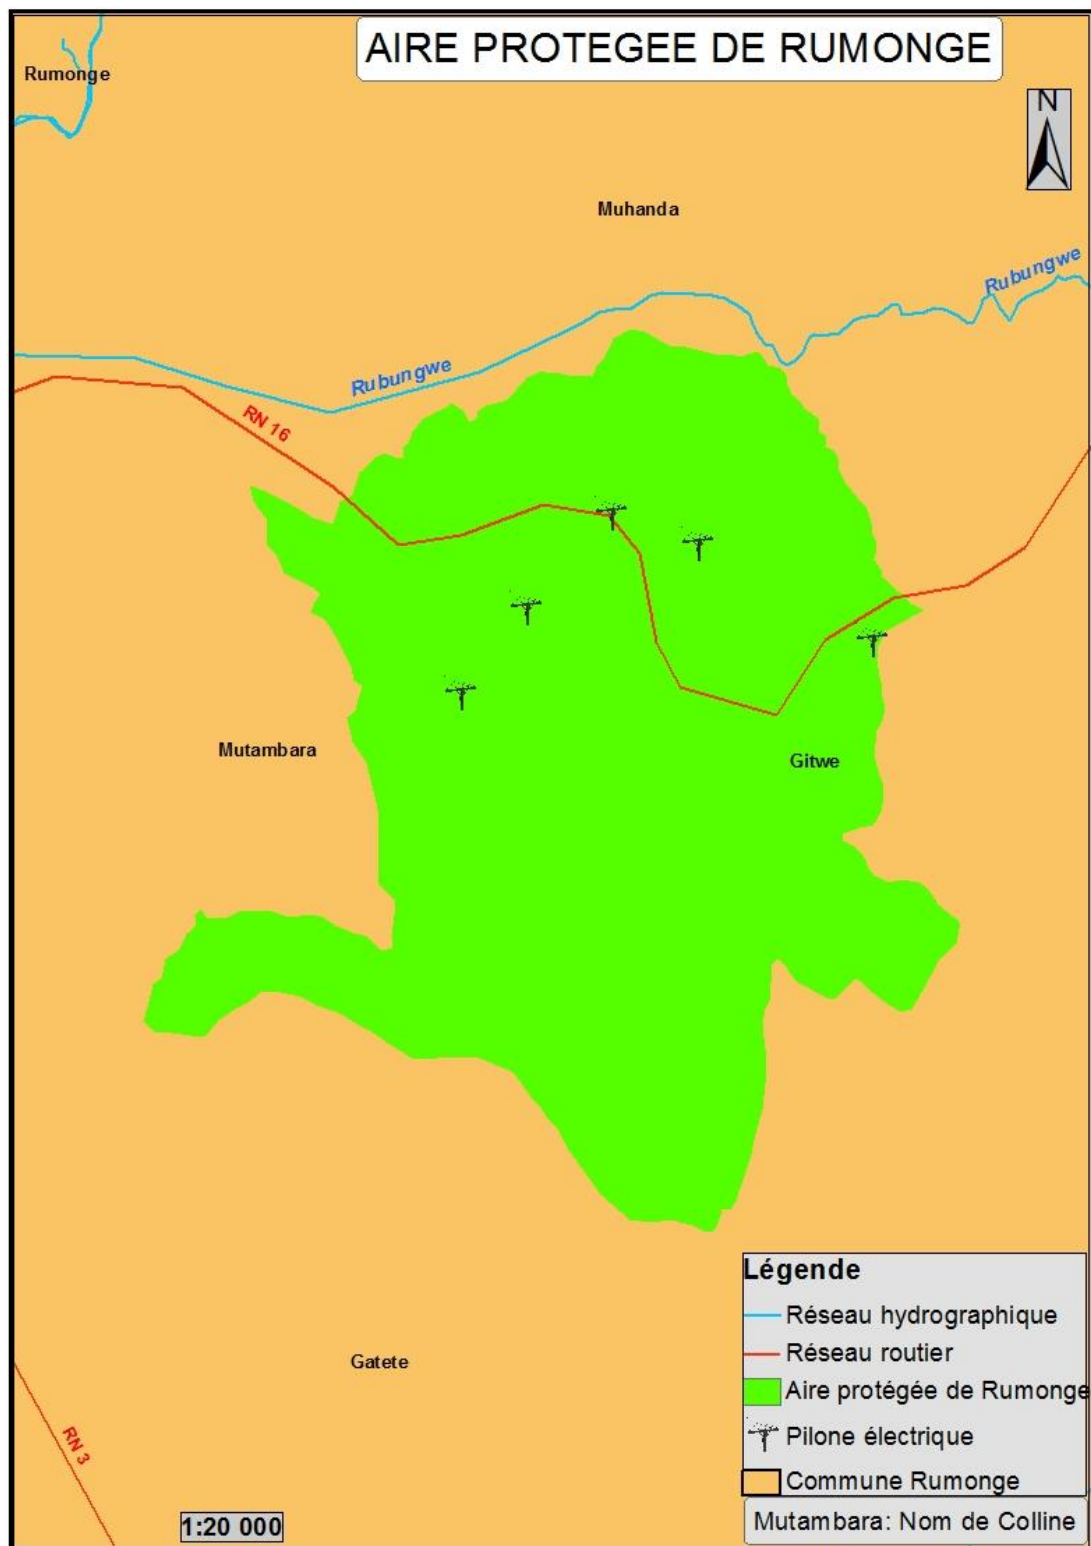 AIRE PROTEGEE DE RUMONGE
Rumonge
N
Muhanda
Rubungwe
Rubungwe
RN 16
Mutambara
Gitwe
Gatete
RN 3
1:20 000
Légende
Réseau hydrographique
Réseau routier
Aire protégée de Rumonge
Pilone électrique
Commune Rumonge
Mutambara: Nom de Colline